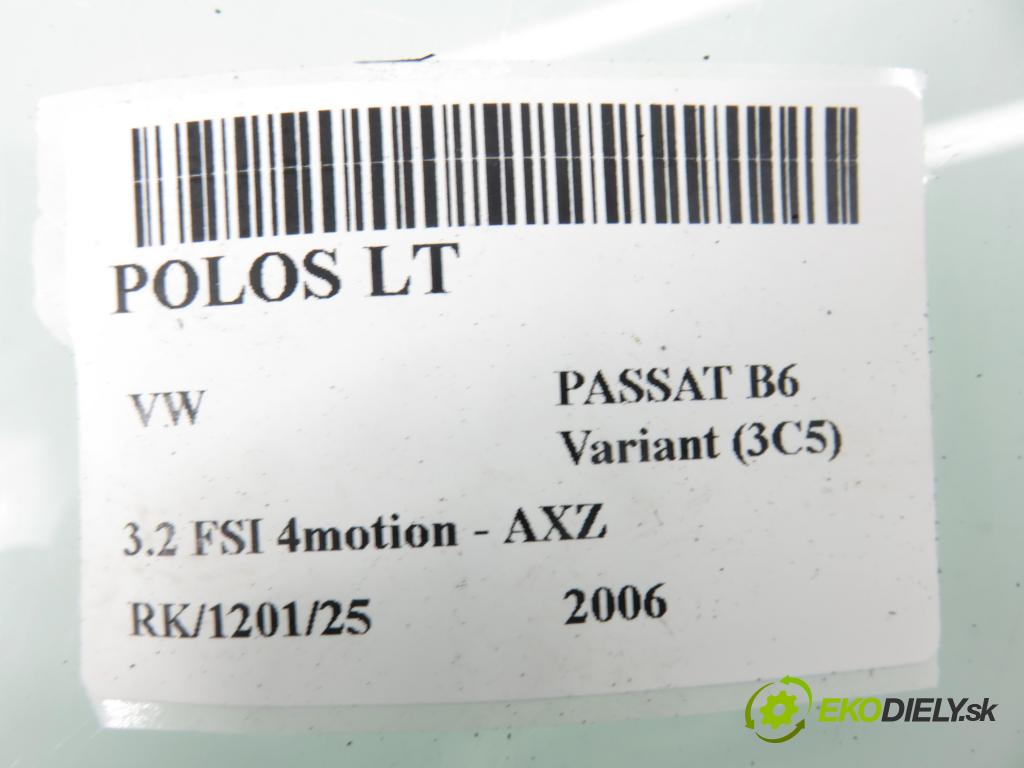 POLOS LT
VW
PASSAT B6
Variant (3C5)
3.2 FSI 4motion - AXZ
RK/1201/25
2006
EKODIELY.sk